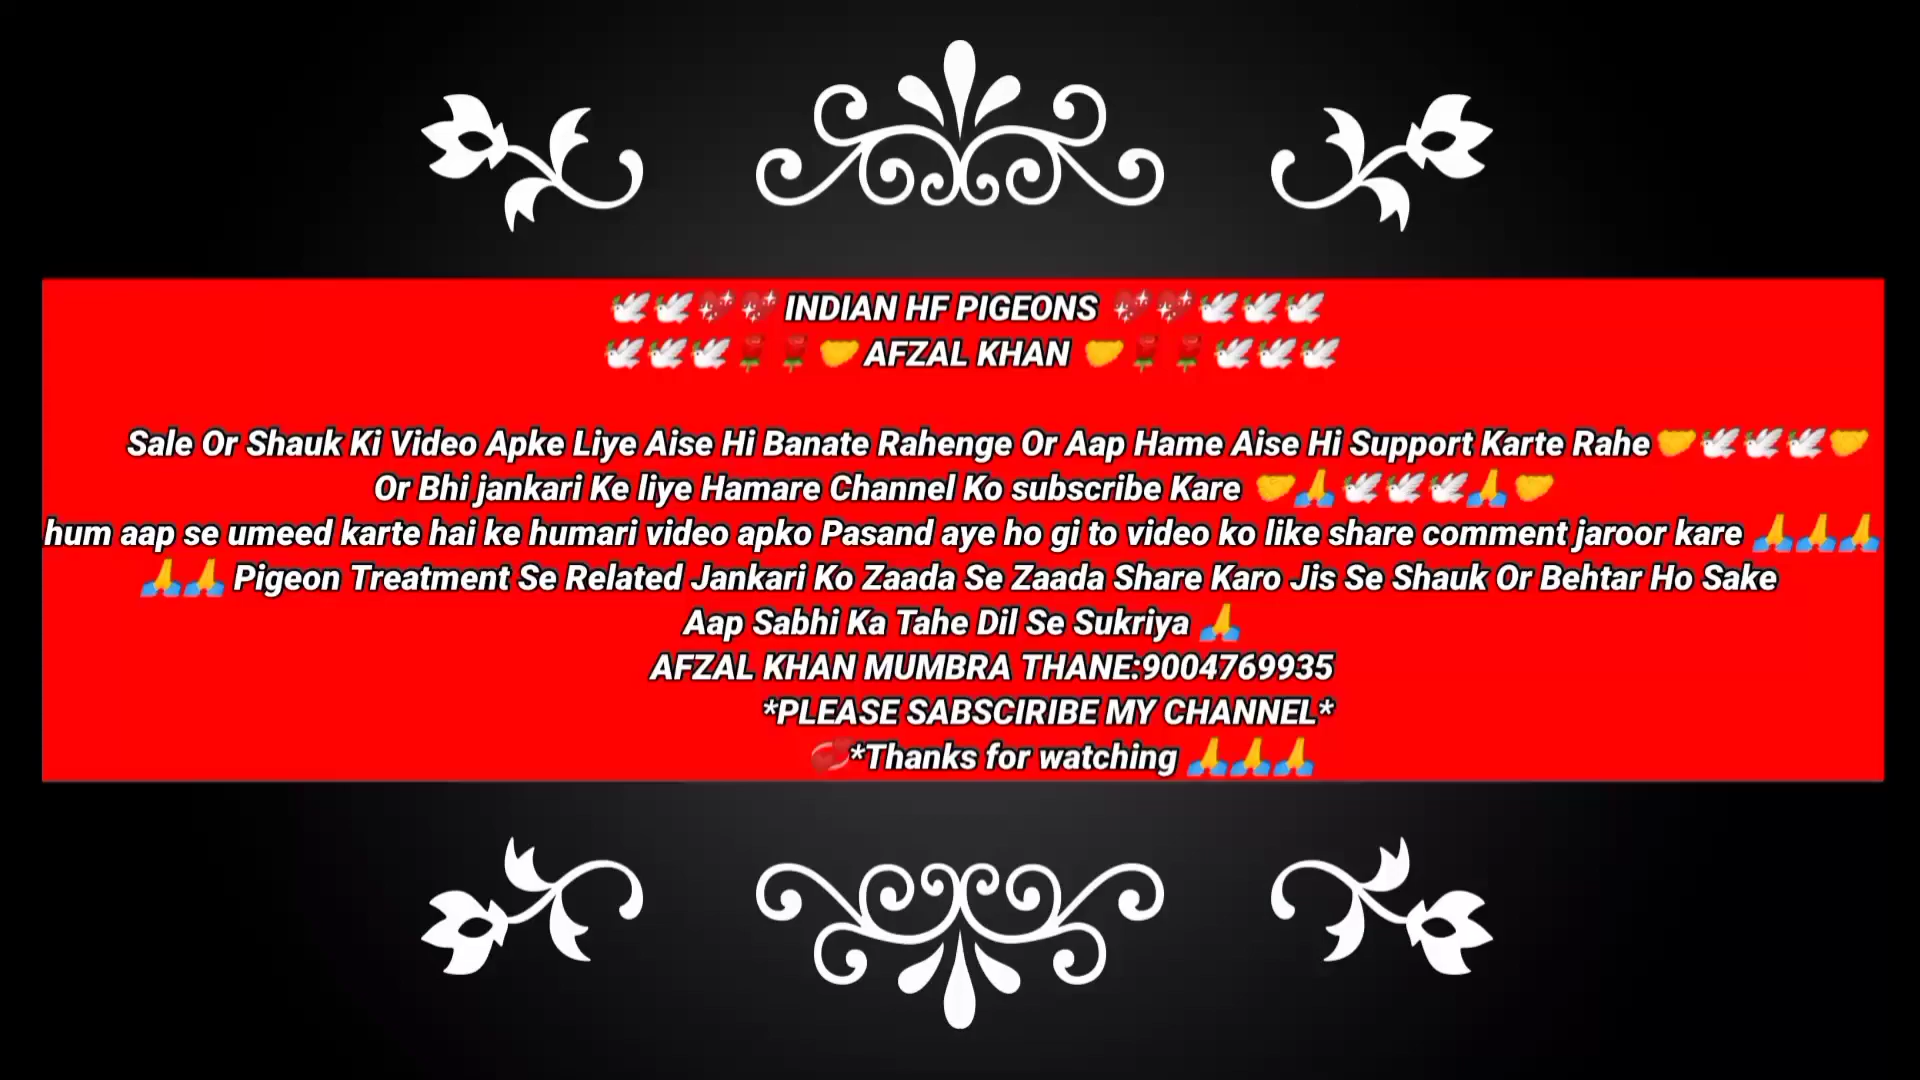 🕊️🕊️💖💖 INDIAN HF PIGEONS 💖💖🕊️🕊️🕊️
🕊️🕊️🕊️🌹🌹🤝 AFZAL KHAN 🤝🌹🌹🕊️🕊️🕊️
Sale Or Shauk Ki Video Apke Liye Aise Hi Banate Rahenge Or Aap Hame Aise Hi Support Karte Rahe 🤝🕊️🕊️🕊️🤝
Or Bhi jankari Ke liye Hamare Channel Ko subscribe Kare 🤝🙏🕊️🕊️🕊️🙏🤝
hum aap se umeed karte hai ke humari video apko Pasand aye ho gi to video ko like share comment jaroor kare 🙏🙏🙏
🙏🙏 Pigeon Treatment Se Related Jankari Ko Zaada Se Zaada Share Karo Jis Se Shauk Or Behtar Ho Sake
Aap Sabhi Ka Tahe Dil Se Sukriya 🙏
AFZAL KHAN MUMBRA THANE:9004769935
*PLEASE SABSCIRIBE MY CHANNEL*
💞*Thanks for watching 🙏🙏🙏